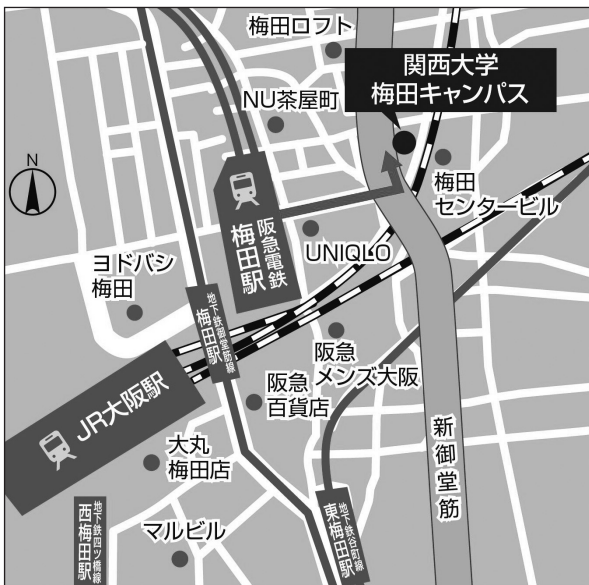 梅田ロフト
関西大学
梅田キャンパス
NU茶屋町
N
梅田
センタービル
阪急電鉄
梅田駅
UNIQLO
ヨドバシ
梅田
地下鉄御堂筋線
梅田駅
阪急
メンズ大阪
JR大阪駅
阪急
百貨店
新御堂筋
大丸
梅田店
地下鉄四ツ橋線
西梅田駅
マルビル
地下鉄谷町線
東梅田駅